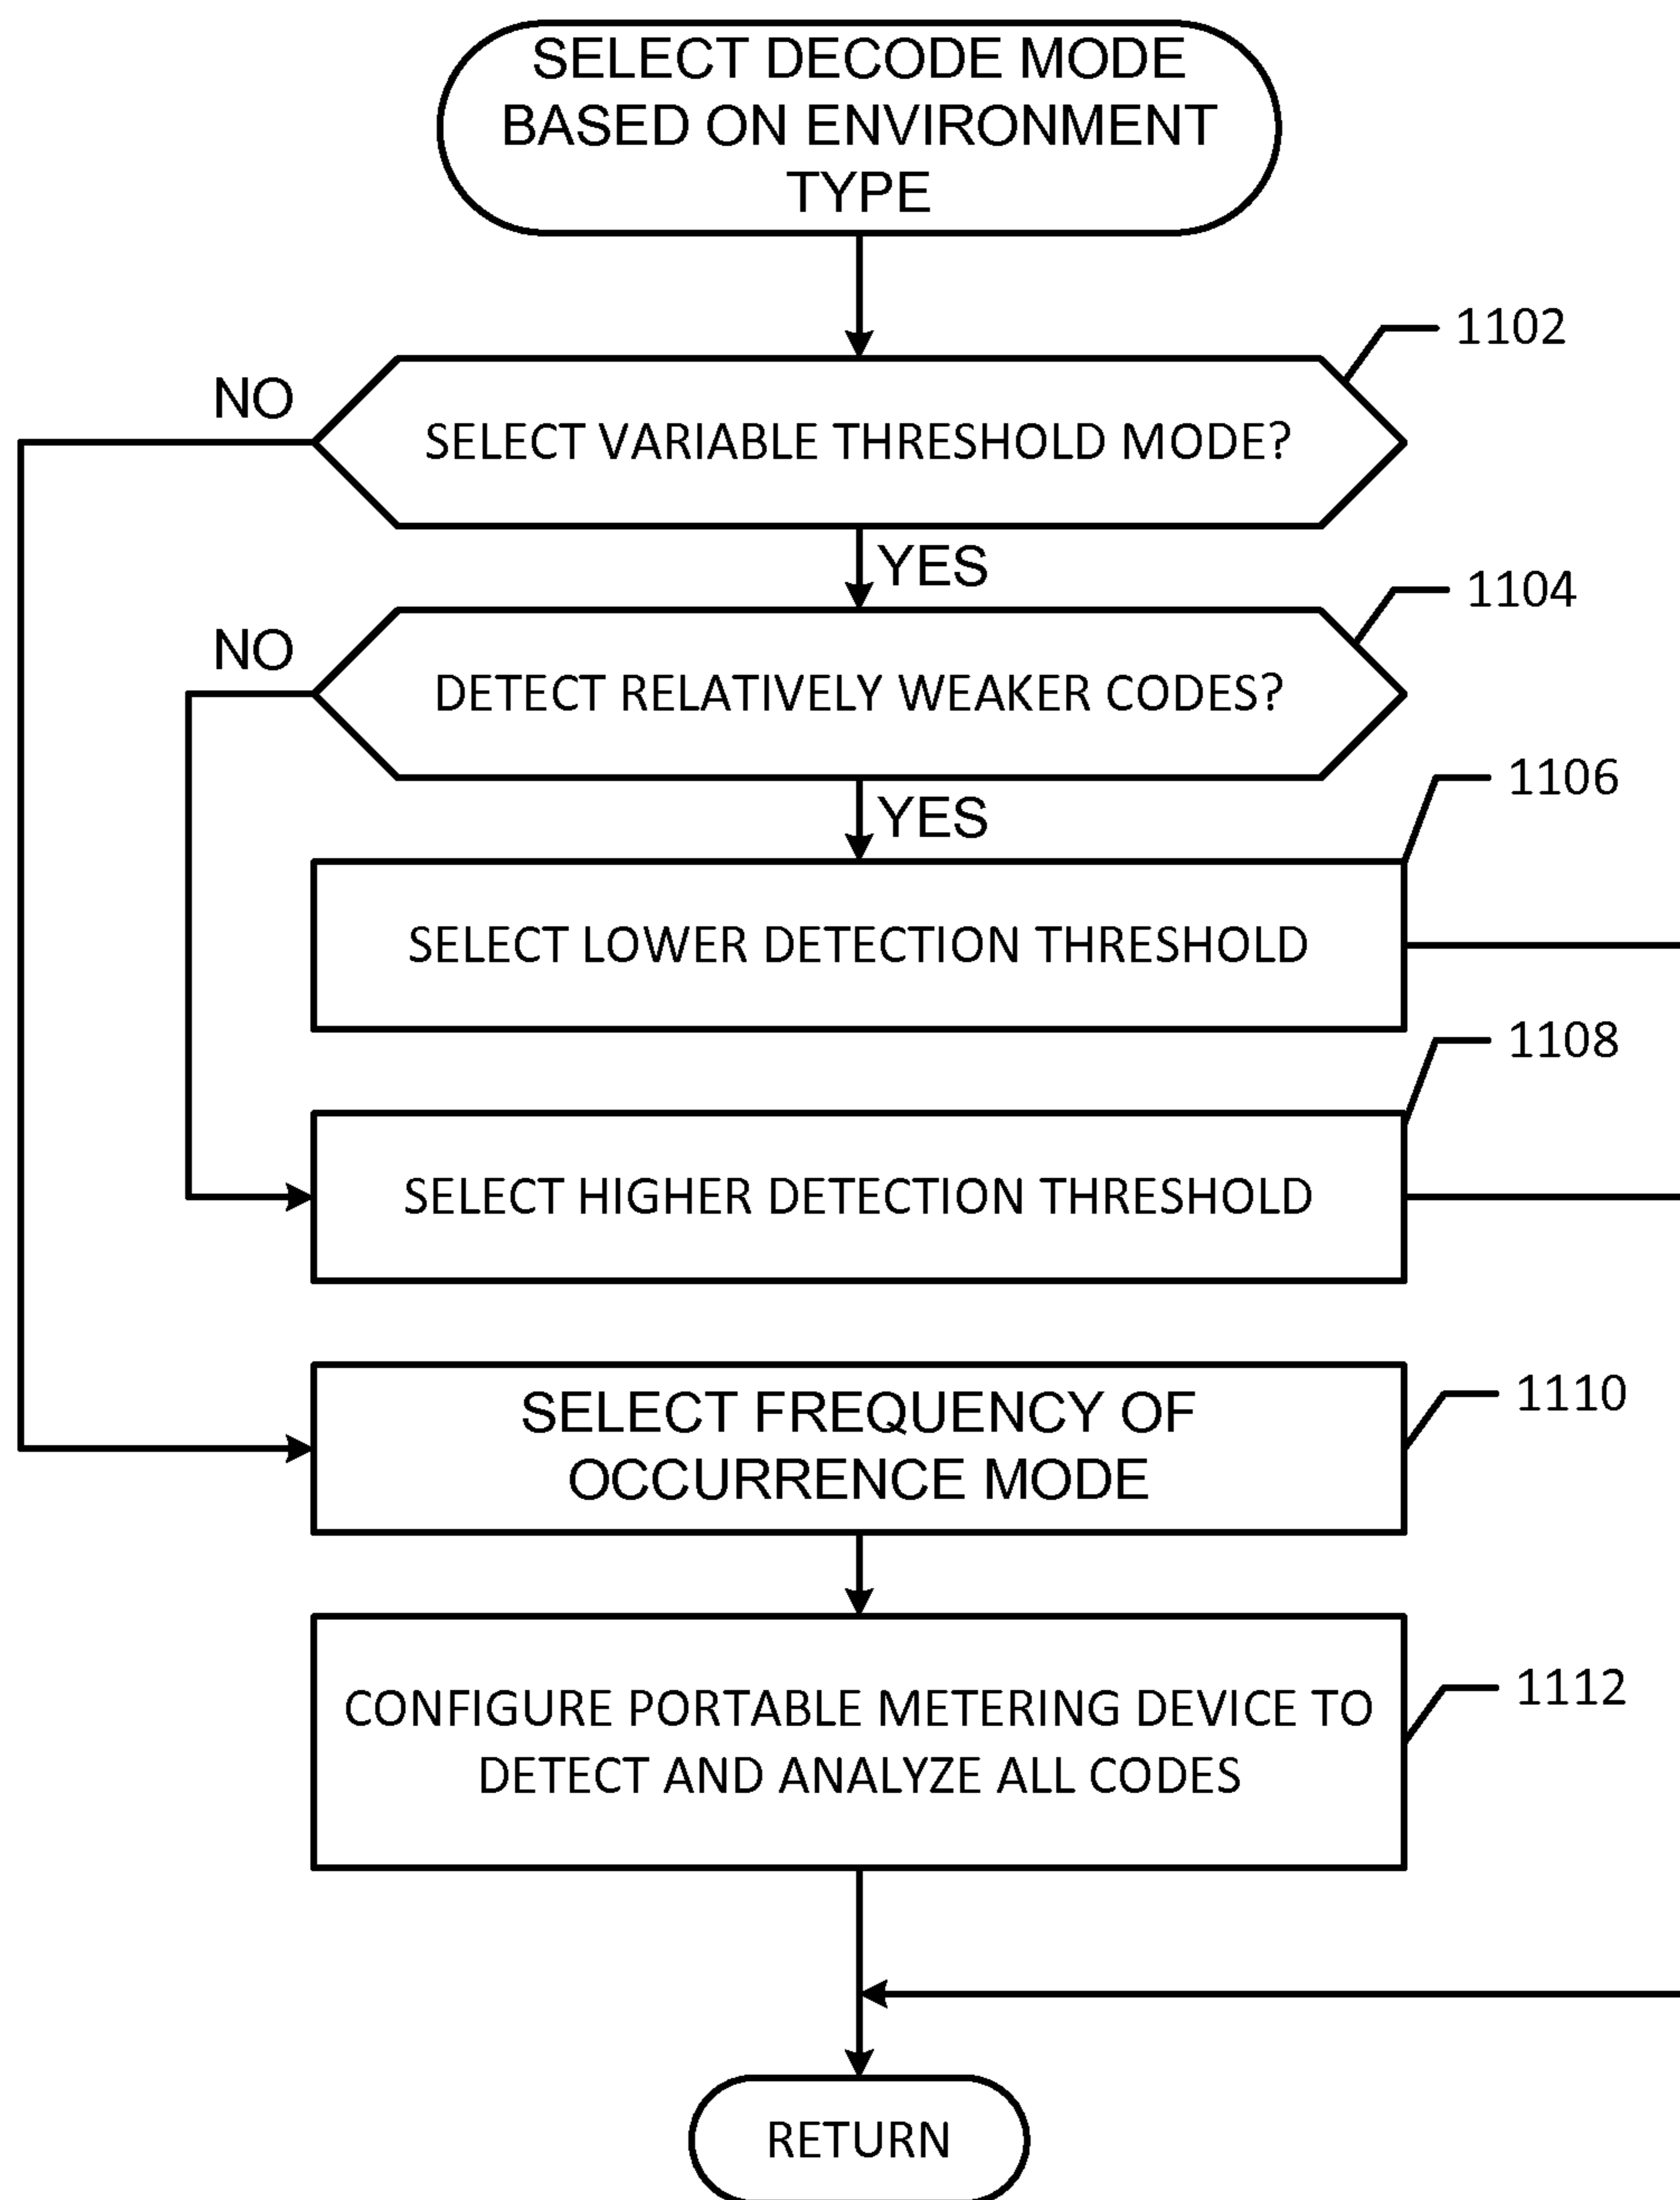 SELECT DECODE MODE
BASED ON ENVIRONMENT
TYPE
1102
NO
SELECT VARIABLE THRESHOLD MODE?
YES
1104
NO
DETECT RELATIVELY WEAKER CODES?
YES
1106
SELECT LOWER DETECTION THRESHOLD
1108
SELECT HIGHER DETECTION THRESHOLD
1110
SELECT FREQUENCY OF
OCCURRENCE MODE
1112
CONFIGURE PORTABLE METERING DEVICE TO
DETECT AND ANALYZE ALL CODES
RETURN